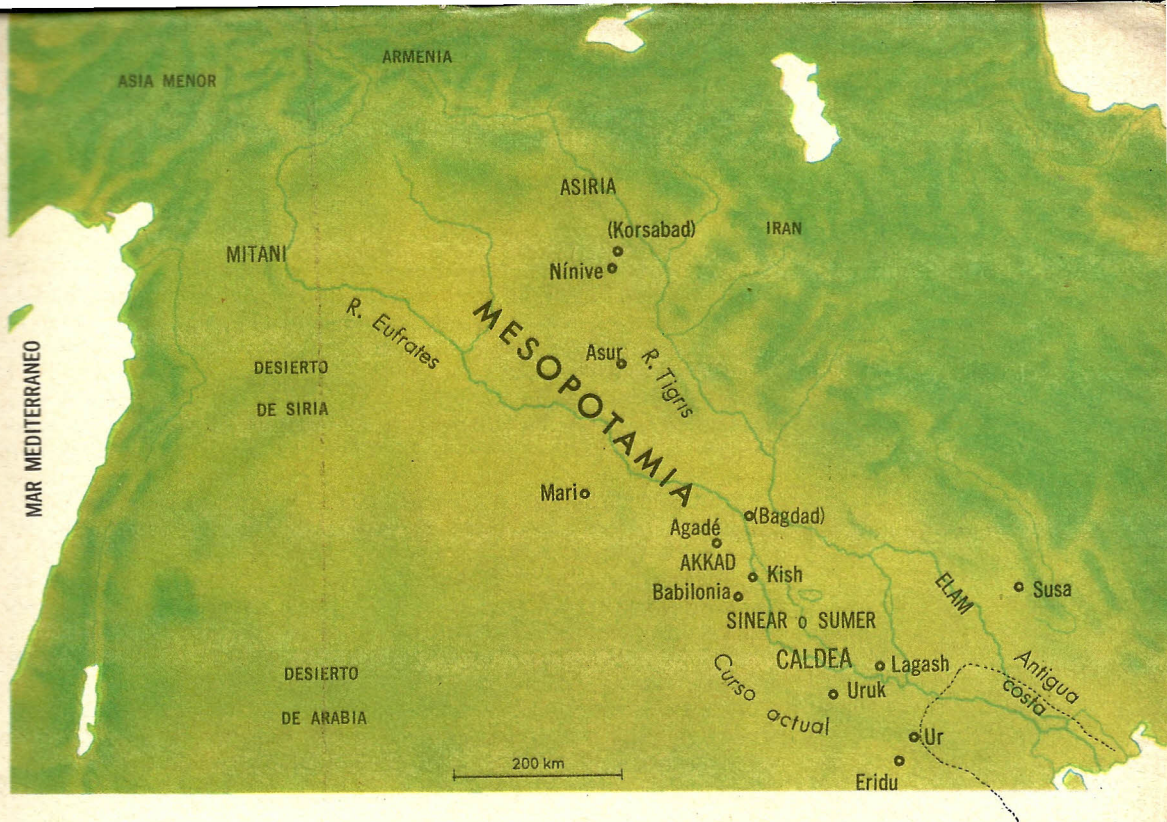 ARMENIA
ASIA MENOR
ASIRIA
(Korsabad)
IRAN
MITANI
Nínive
R. Eufrates
MESOPOTAMIA
Asur
R. Tigris
DESIERTO
DE SIRIA
MAR MEDITERRANEO
Mari
(Bagdad)
Agadé
AKKAD
Kish
Babilonia
ELAM
Susa
SINEAR o SUMER
CALDEA
Lagash
Curso
actual
Uruk
Antigua
costa
DESIERTO
DE ARABIA
Ur
200 km
Eridu